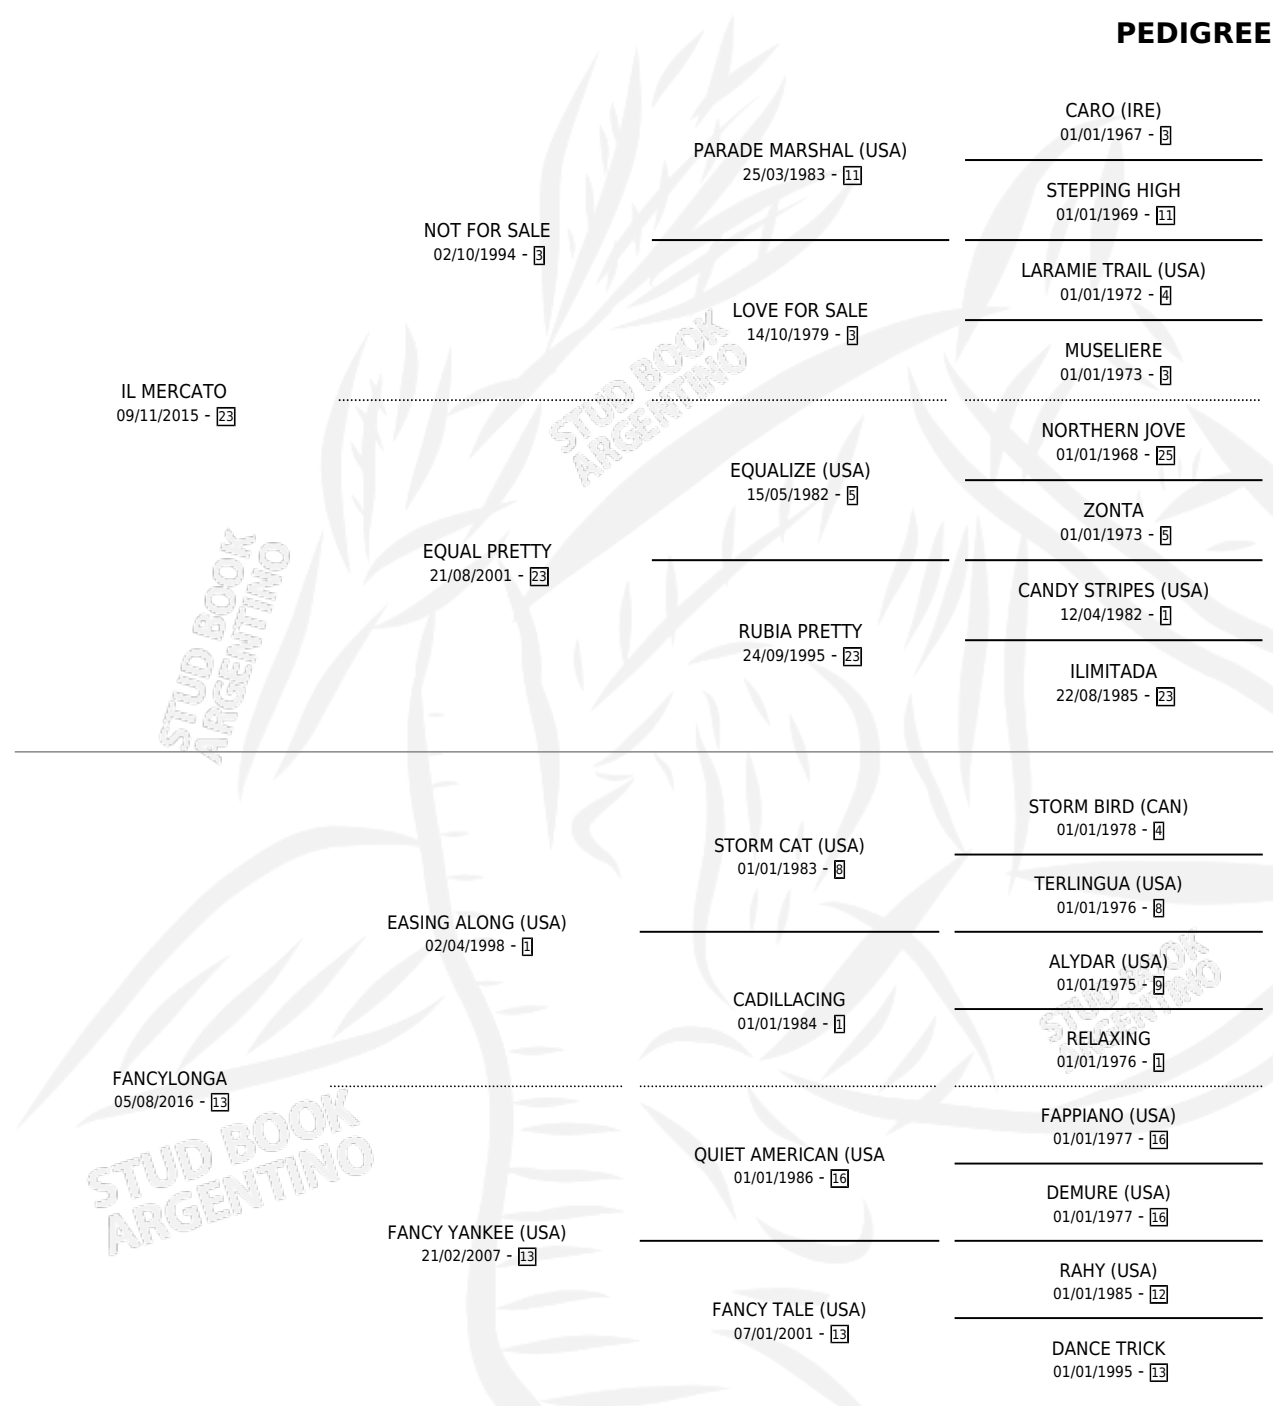 PEDIGREE
CARO (IRE)
01/01/1967 - 3
PARADE MARSHAL (USA)
25/03/1983 - 11
STEPPING HIGH
01/01/1969 - 11
NOT FOR SALE
02/10/1994 - 3
LARAMIE TRAIL (USA)
01/01/1972 - 4
LOVE FOR SALE
14/10/1979 - 3
MUSELIERE
01/01/1973 - 3
IL MERCATO
09/11/2015 - 23
NORTHERN JOVE
01/01/1968 - 25
EQUALIZE (USA)
15/05/1982 - 5
ZONTA
01/01/1973 - 5
EQUAL PRETTY
21/08/2001 - 23
CANDY STRIPES (USA)
12/04/1982 - 1
RUBIA PRETTY
24/09/1995 - 23
ILIMITADA
22/08/1985 - 23
STORM BIRD (CAN)
01/01/1978 - 4
STORM CAT (USA)
01/01/1983 - 8
TERLINGUA (USA)
01/01/1976 - 8
EASING ALONG (USA)
02/04/1998 - 1
ALYDAR (USA)
01/01/1975 - 9
CADILLACING
01/01/1984 - 1
RELAXING
01/01/1976 - 1
FANCYLONGA
05/08/2016 - 13
FAPPIANO (USA)
01/01/1977 - 16
QUIET AMERICAN (USA
01/01/1986 - 16
DEMURE (USA)
01/01/1977 - 16
FANCY YANKEE (USA)
21/02/2007 - 13
RAHY (USA)
01/01/1985 - 12
FANCY TALE (USA)
07/01/2001 - 13
DANCE TRICK
01/01/1995 - 13
STUD BOOK
ARGENTINO
STUD BOOK
ARGENTINO
STUD BOOK
ARGENTINO
STUD BOOK
ARGENTINO